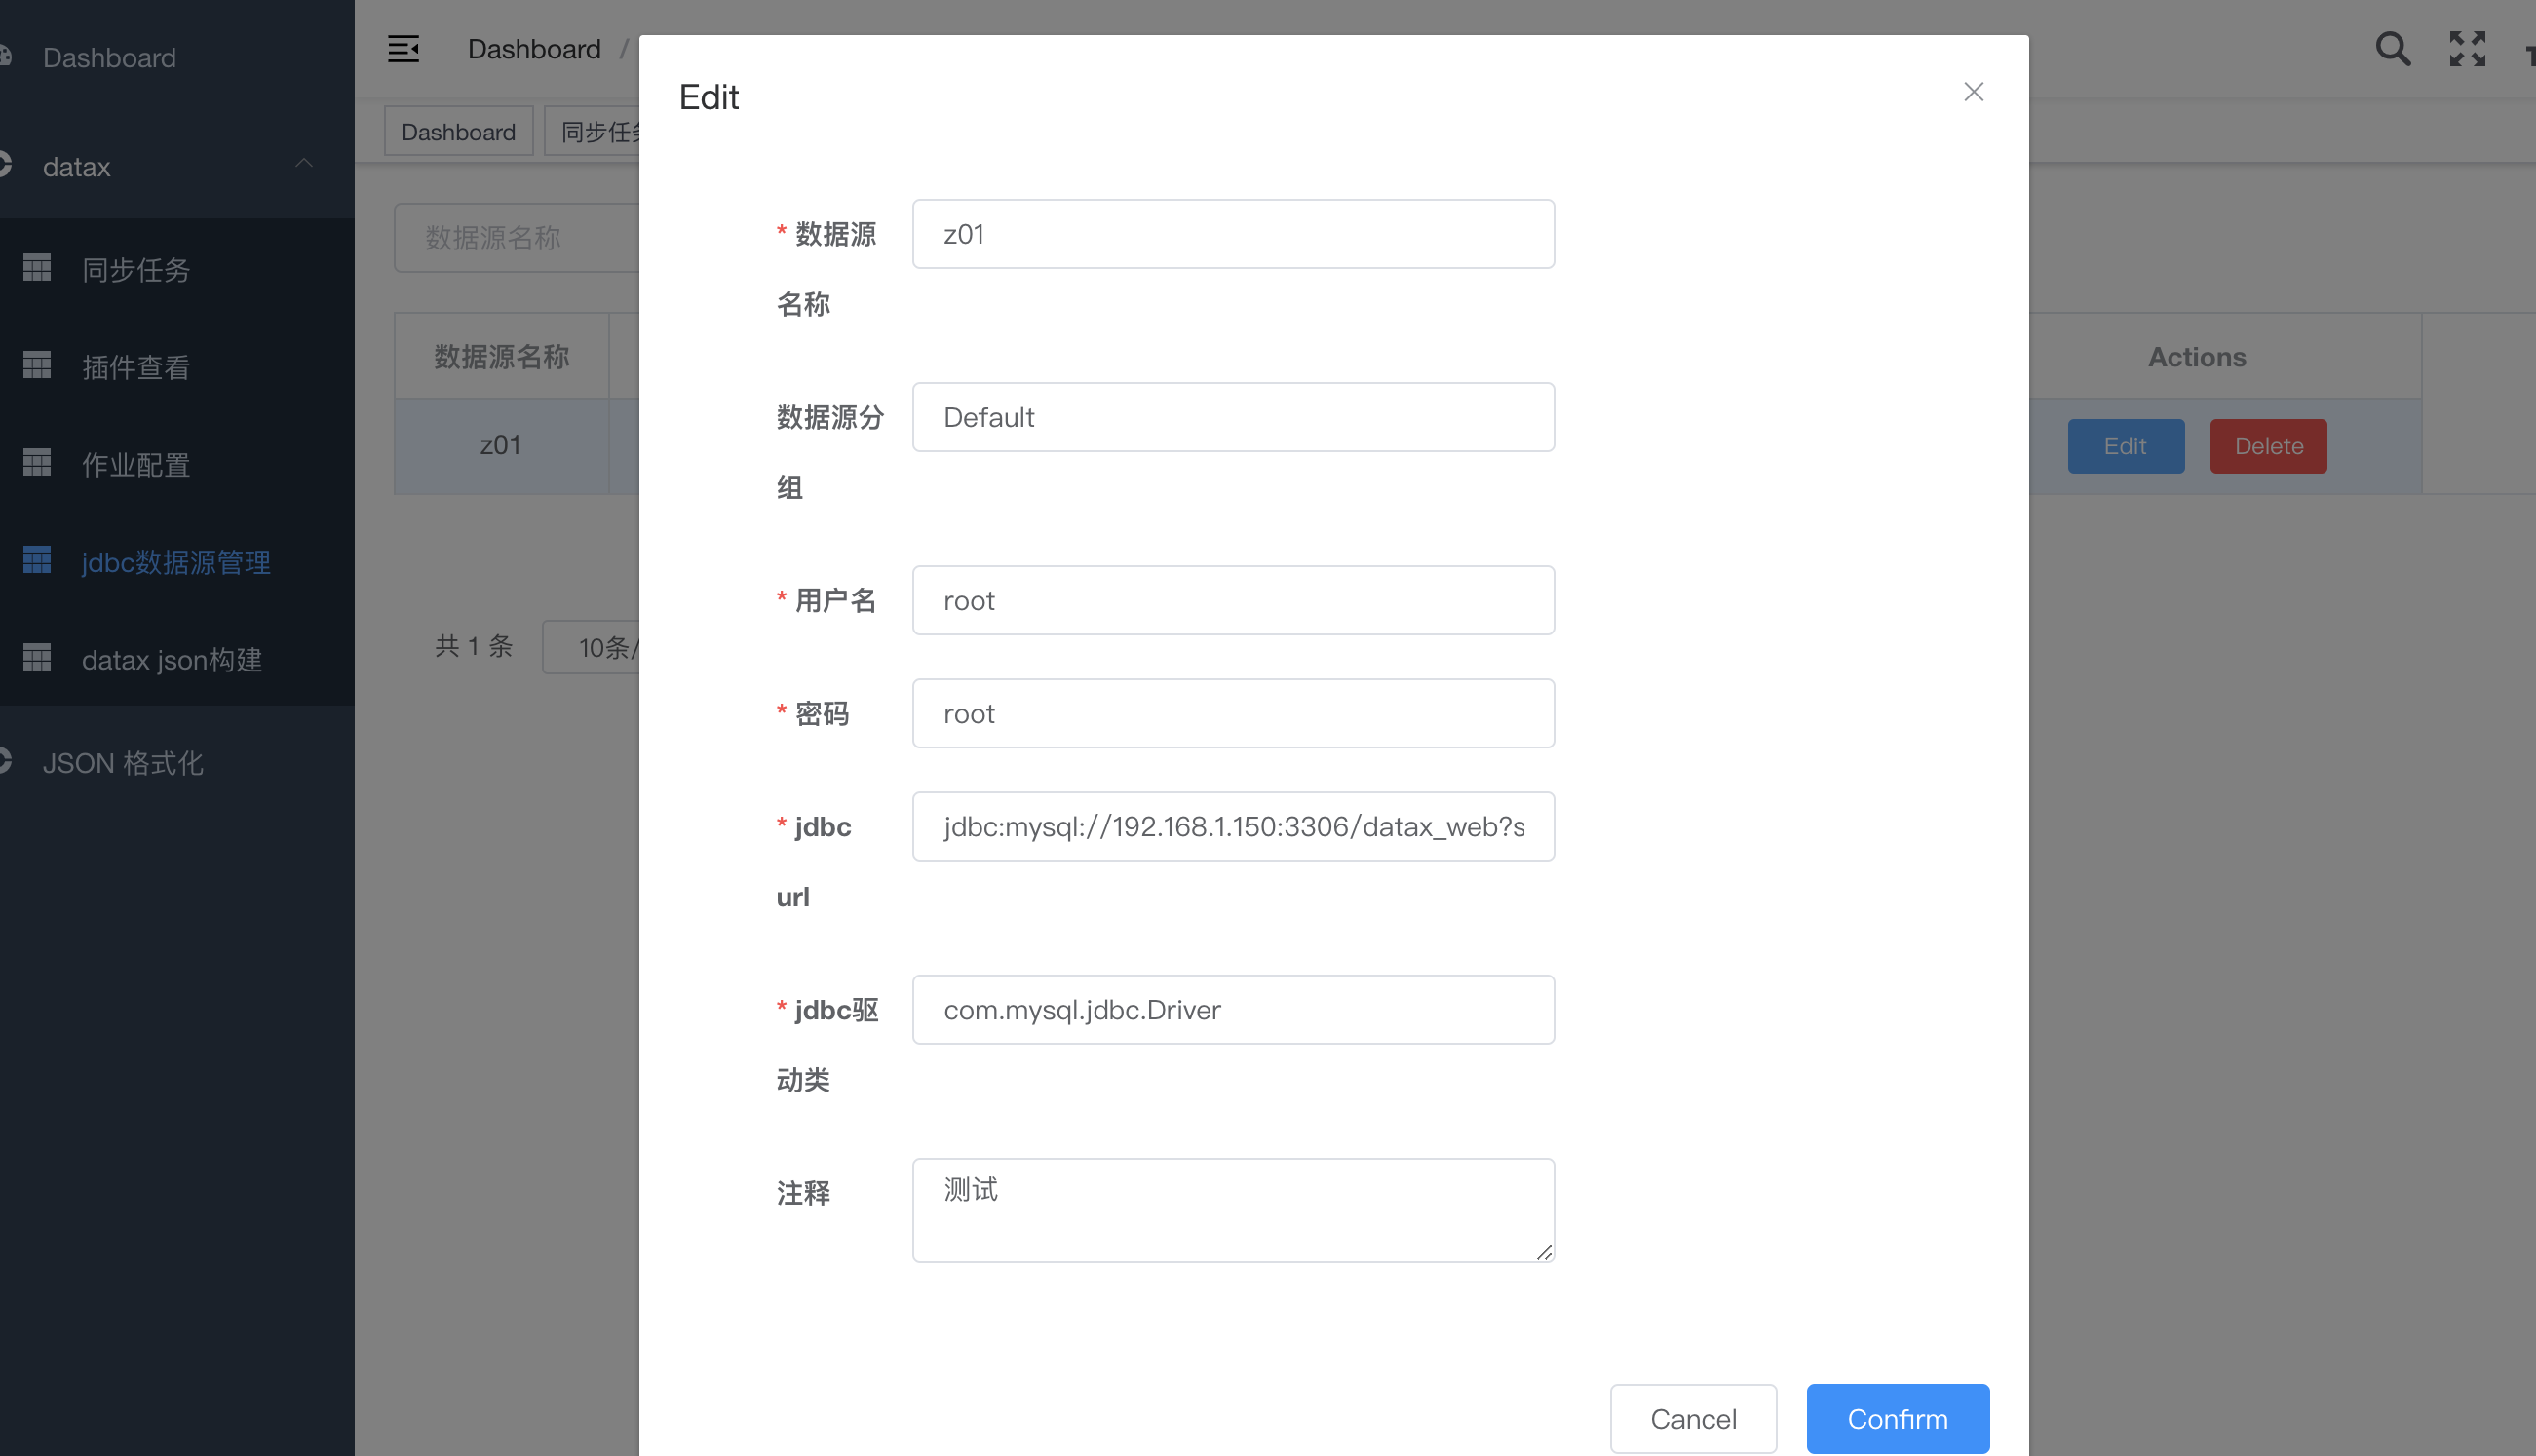 Dashboard
datax
同步任务
插件查看
作业配置
jdbc数据源管理
datax json构建
JSON 格式化
Dashboard /
Dashboard
同步任
数据源名称
数据源名称
Actions
z01
Edit
Delete
共 1 条
10条/
Edit
* 数据源
名称
z01
数据源分
组
Default
* 用户名
root
* 密码
root
* jdbc
url
jdbc:mysql://192.168.1.150:3306/datax_web?s
* jdbc驱
动类
com.mysql.jdbc.Driver
注释
测试
Cancel
Confirm